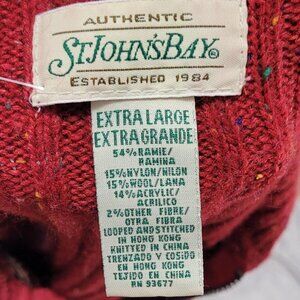 AUTHENTIC
ST. JOHN'S BAY®
ESTABLISHED 1984
EXTRA LARGE
EXTRA GRANDE
54% RAMIE/
RAMINA
15% NYLON/NILON
15% WOOL/LANA
14% ACRYLIC/
ACRILICO
2% OTHER FIBRE/
OTRA FIBRA
LOOPED AND STITCHED
IN HONG KONG
KNITTED IN CHINA
TRENZADO Y COSIDO
EN HONG KONG
TEJIDO EN CHINA
RN 93677